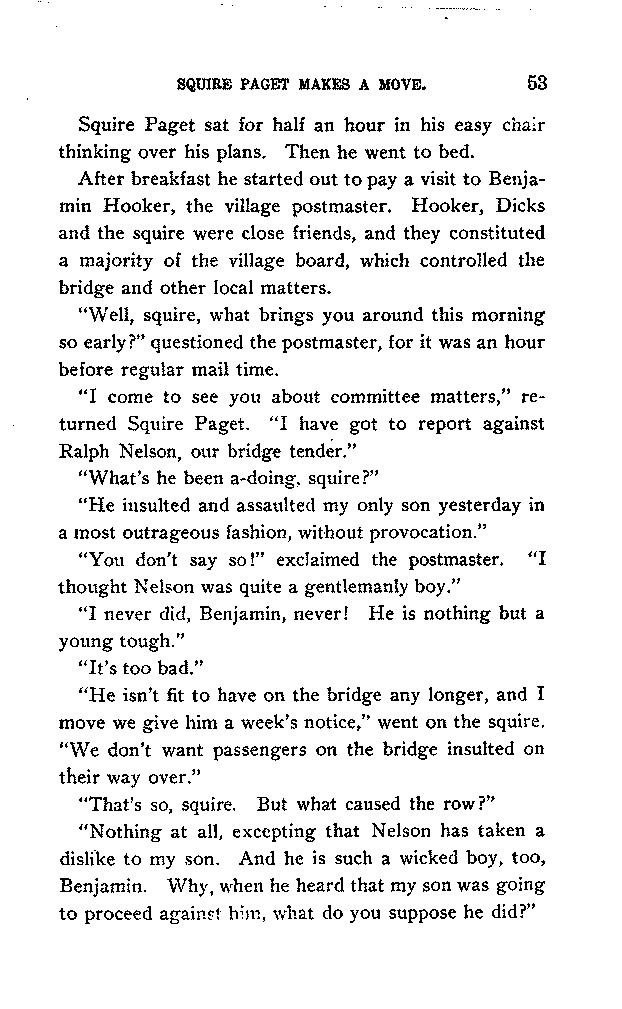 SQUIRE PAGET MAKES A MOVE. 53
Squire Paget sat for half an hour in his easy chair
thinking over his plans. Then he went to bed.
After breakfast he started out to pay a visit to Benja-
min Hooker, the village postmaster. Hooker, Dicks
and the squire were close friends, and they constituted
a majority of the village board, which controlled the
bridge and other local matters.
"Well, squire, what brings you around this morning
so early?" questioned the postmaster, for it was an hour
before regular mail time.
"I come to see you about committee matters," re-
turned Squire Paget. "I have got to report against
Ralph Nelson, our bridge tender."
"What's he been a-doing, squire?"
"He insulted and assaulted my only son yesterday in
a most outrageous fashion, without provocation."
"You don't say so!" exclaimed the postmaster. "I
thought Nelson was quite a gentlemanly boy."
"I never did, Benjamin, never! He is nothing but a
young tough."
"It's too bad."
"He isn't fit to have on the bridge any longer, and I
move we give him a week's notice," went on the squire.
"We don't want passengers on the bridge insulted on
their way over."
"That's so, squire. But what caused the row?"
"Nothing at all, excepting that Nelson has taken a
dislike to my son. And he is such a wicked boy, too,
Benjamin. Why, when he heard that my son was going
to proceed against him, what do you suppose he did?"